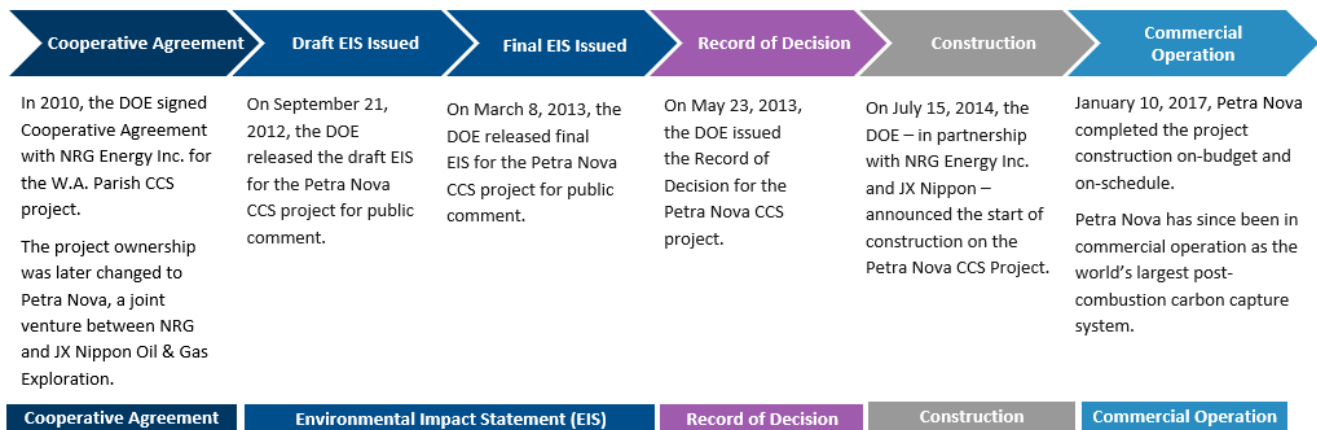 Cooperative Agreement
Draft EIS Issued
Final EIS Issued
Record of Decision
Construction
Commercial
Operation
In 2010, the DOE signed
Cooperative Agreement
with NRG Energy Inc. for
the W.A. Parish CCS
project.
The project ownership
was later changed to
Petra Nova, a joint
venture between NRG
and JX Nippon Oil & Gas
Exploration.
On September 21,
2012, the DOE
released the draft EIS
for the Petra Nova
CCS project for public
comment.
On March 8, 2013, the
DOE released final
EIS for the Petra Nova
CCS project for public
comment.
On May 23, 2013,
the DOE issued
the Record of
Decision for the
Petra Nova CCS
project.
On July 15, 2014, the
DOE – in partnership
with NRG Energy Inc.
and JX Nippon –
announced the start of
construction on the
Petra Nova CCS Project.
January 10, 2017, Petra Nova
completed the project
construction on-budget and
on-schedule.
Petra Nova has since been in
commercial operation as the
world's largest post-
combustion carbon capture
system.
Cooperative Agreement
Environmental Impact Statement (EIS)
Record of Decision
Construction
Commercial Operation